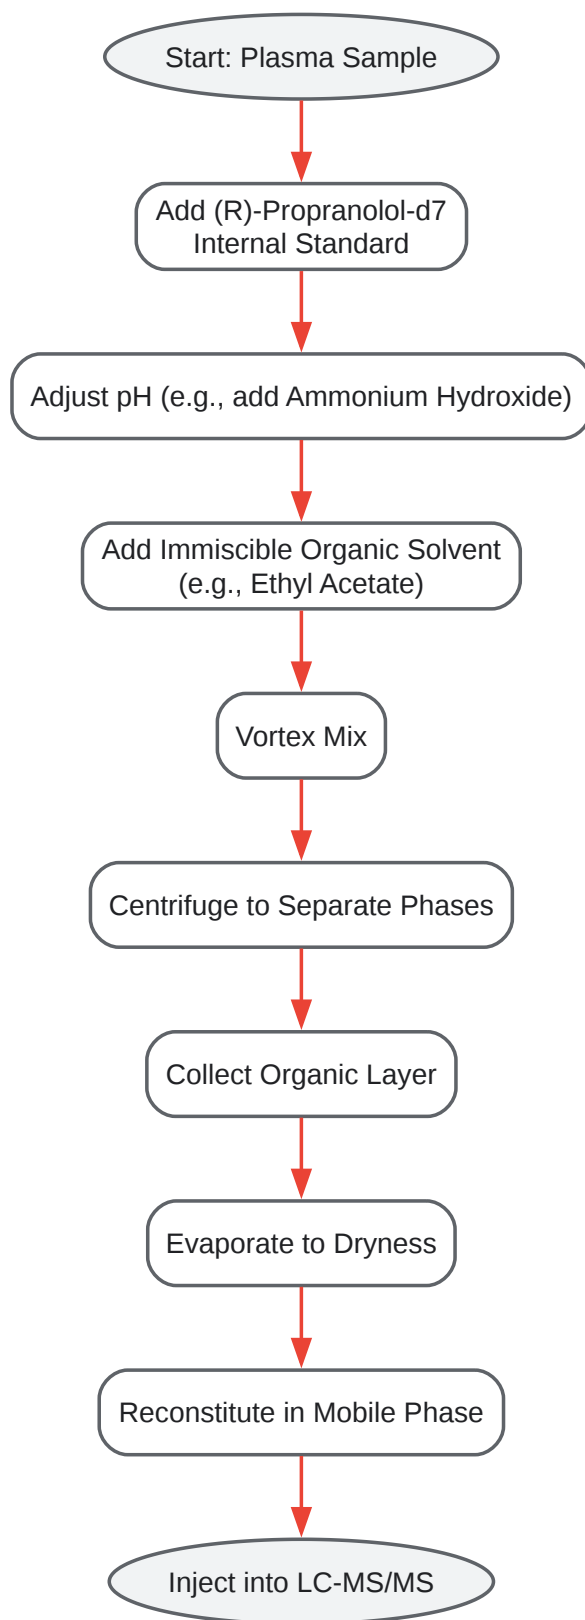 Start: Plasma Sample
Add (R)-Propranolol-d7
Internal Standard
Adjust pH (e.g., add Ammonium Hydroxide)
Add Immiscible Organic Solvent
(e.g., Ethyl Acetate)
Vortex Mix
Centrifuge to Separate Phases
Collect Organic Layer
Evaporate to Dryness
Reconstitute in Mobile Phase
Inject into LC-MS/MS